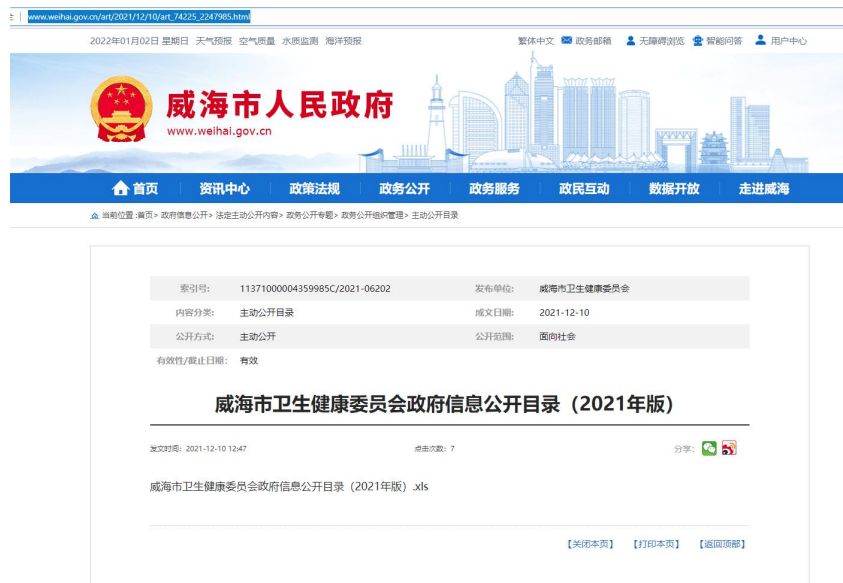 www.weihai.gov.cn/art/2021/12/10/art_74225_2247985.html
2022年01月02日 星期日 天气预报 空气质量 水质监测 海洋预报 繁体中文 政务邮箱 无障碍浏览 智能问答 用户中心
威海市人民政府
www.weihai.gov.cn
首页 资讯中心 政策法规 政务公开 政务服务 政民互动 数据开放 走进威海
当前位置 :首页> 政府信息公开> 法定主动公开内容> 政务公开专题> 政务公开组织管理> 主动公开目录
索引号: 11371000004359985C/2021-06202 发布单位: 威海市卫生健康委员会
内容分类: 主动公开目录 成文日期: 2021-12-10
公开方式: 主动公开 公开范围: 面向社会
有效性/截止日期: 有效
威海市卫生健康委员会政府信息公开目录（2021年版）
发文时间: 2021-12-10 12:47 点击次数: 7 分享:
威海市卫生健康委员会政府信息公开目录（2021年版）.xls
【关闭本页】 【打印本页】 【返回顶部】